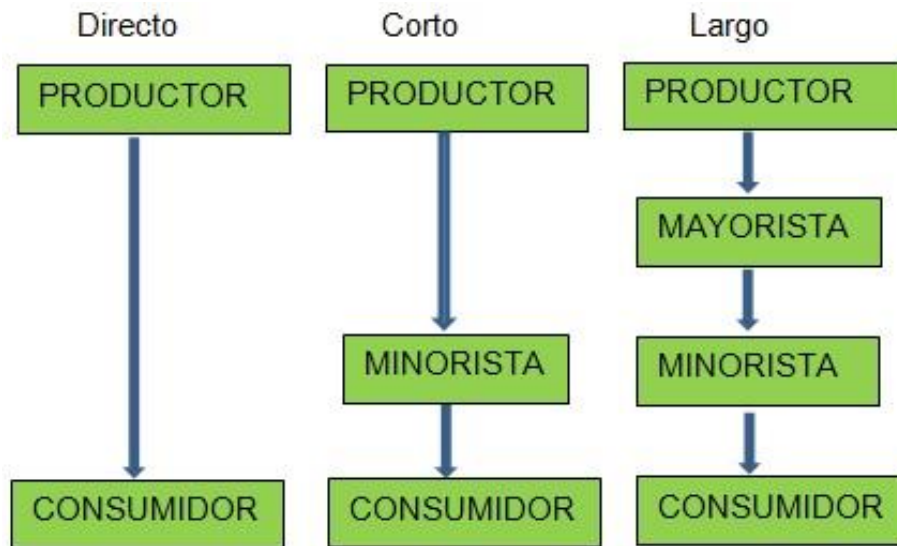 Directo
PRODUCTOR
CONSUMIDOR
Corto
PRODUCTOR
MINORISTA
CONSUMIDOR
Largo
PRODUCTOR
MAYORISTA
MINORISTA
CONSUMIDOR